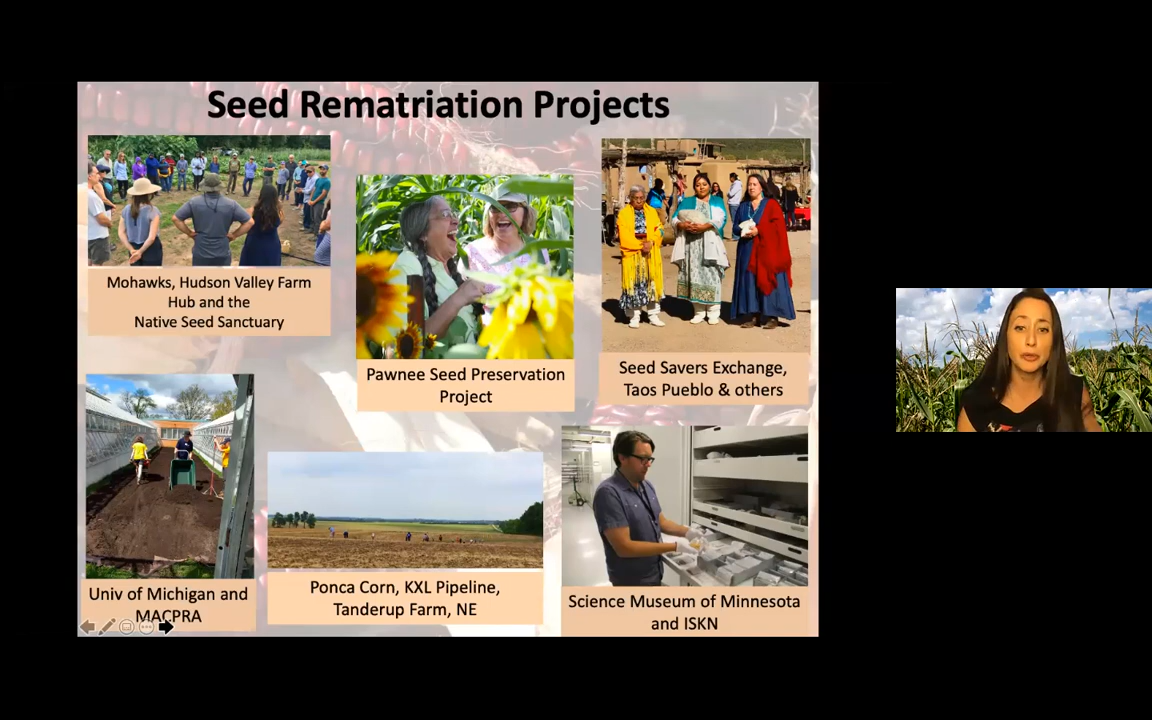 Seed Rematriation Projects
Mohawks, Hudson Valley Farm
Hub and the
Native Seed Sanctuary
Pawnee Seed Preservation
Project
Seed Savers Exchange,
Taos Pueblo & others
Univ of Michigan and
MACPRA
Ponca Corn, KXL Pipeline,
Tanderup Farm, NE
Science Museum of Minnesota
and ISKN